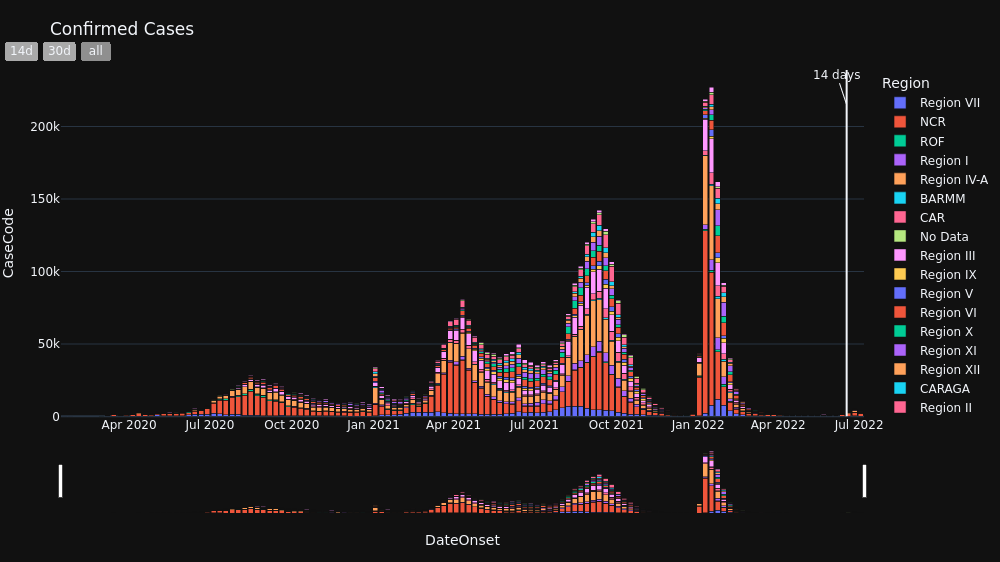 Confirmed Cases
14d 30d all
14 days
Region
Region VII
NCR
ROF
Region I
Region IV-A
BARMM
CAR
No Data
Region III
Region IX
Region V
Region VI
Region X
Region XI
Region XII
CARAGA
Region II
CaseCode
200k
150k
100k
50k
0
Apr 2020 Jul 2020 Oct 2020 Jan 2021 Apr 2021 Jul 2021 Oct 2021 Jan 2022 Apr 2022 Jul 2022
DateOnset